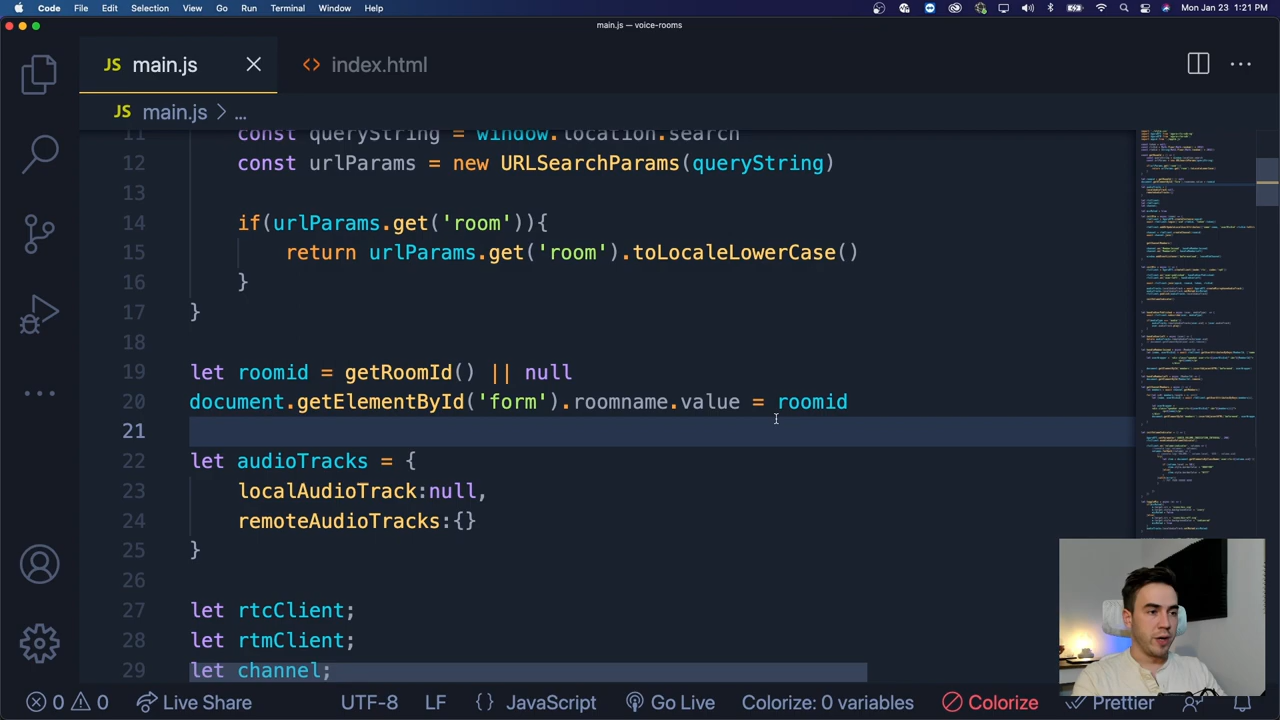 Code File Edit Selection View Go Run Terminal Window Help Mon Jan 23 1:21 PM
main.js — voice-rooms
JS main.js
<> index.html
JS main.js > ...
11 const queryString = window.location.search
12 const urlParams = new URLSearchParams(queryString)
13
14 if(urlParams.get('room')){
15 return urlParams.get('room').toLocaleLowerCase()
16 }
17 }
18
19 let roomid = getRoomId( || null
20 document.getElementById 'form').roomname.value = roomid
21
22 let audioTracks = {
23 localAudioTrack:null,
24 remoteAudioTracks:{}
25 }
26
27 let rtcClient;
28 let rtmClient;
29 let channel;
0 0 Live Share UTF-8 LF {} JavaScript Go Live Colorize: 0 variables Colorize Prettier